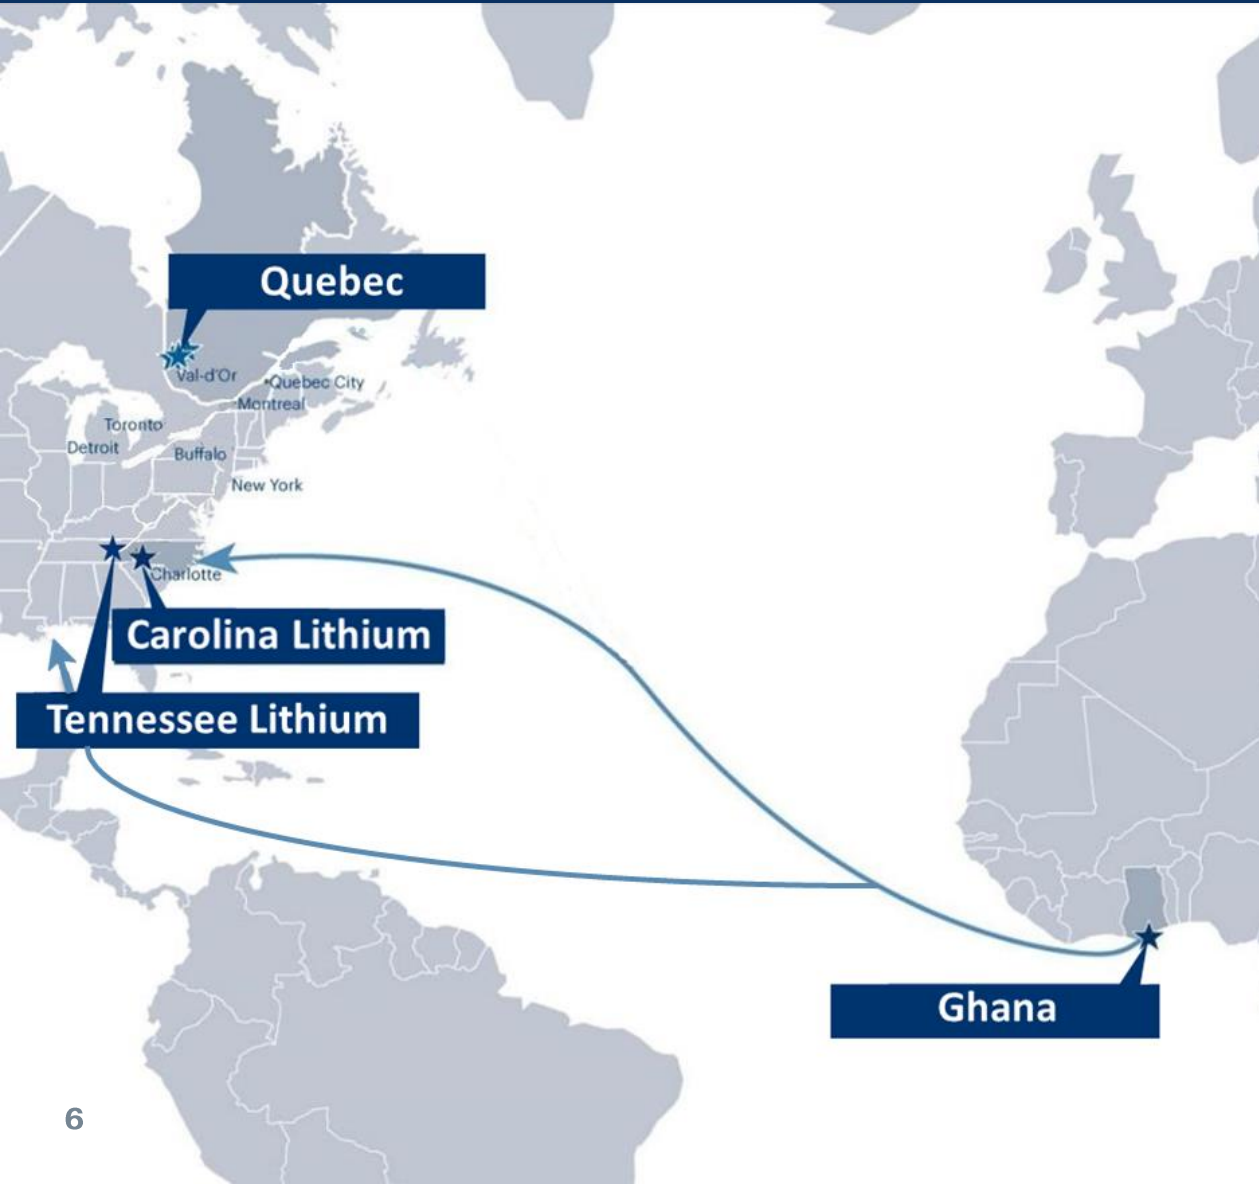 Quebec
Val-d'Or
Quebec City
Montreal
Toronto
Detroit
Buffalo
New York
Charlotte
Carolina Lithium
Tennessee Lithium
Ghana
6